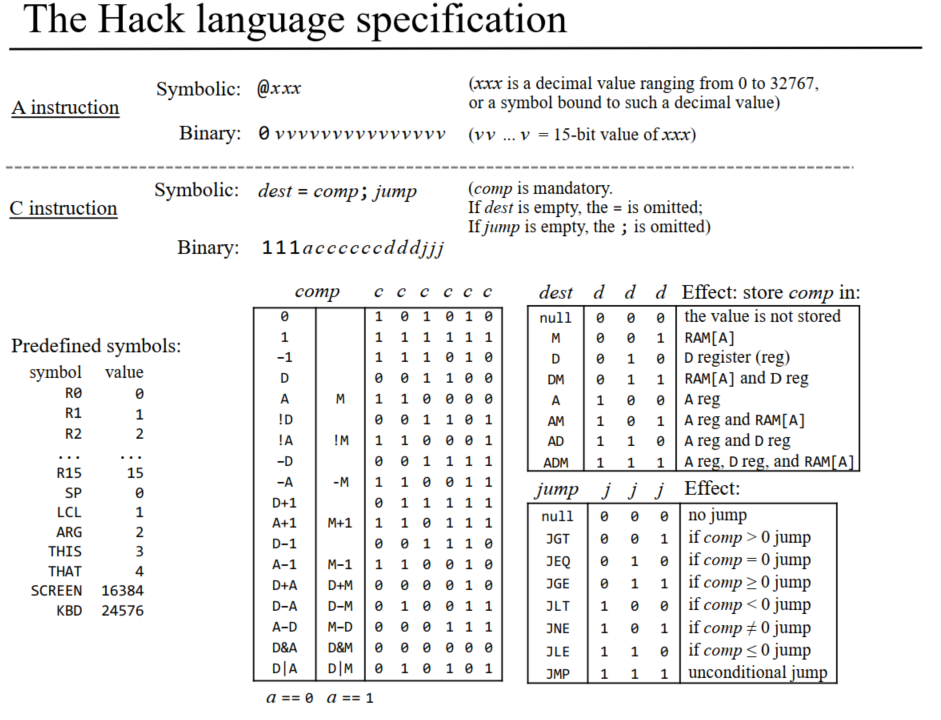 The Hack language specification
A instruction
Symbolic: @xxx
(xxx is a decimal value ranging from 0 to 32767,
or a symbol bound to such a decimal value)
Binary: 0 v v v v v v v v v v v v v v v
(vv ... v = 15-bit value of xxx)
C instruction
Symbolic: dest = comp; jump
(comp is mandatory.
If dest is empty, the = is omitted;
If jump is empty, the ; is omitted)
Binary: 111accccccdddjjj
Predefined symbols:
symbol value
R0 0
R1 1
R2 2
... ...
R15 15
SP 0
LCL 1
ARG 2
THIS 3
THAT 4
SCREEN 16384
KBD 24576
comp c c c c c c
0 1 0 1 0 1 0
1 1 1 1 1 1 1
−1 1 1 1 0 1 0
D 0 0 1 1 0 0
A M 1 1 0 0 0 0
!D 0 0 1 1 0 1
!A !M 1 1 0 0 0 1
−D 0 0 1 1 1 1
−A -M 1 1 0 0 1 1
D+1 0 1 1 1 1 1
A+1 M+1 1 1 0 1 1 1
D−1 0 0 1 1 1 0
A−1 M−1 1 1 0 0 1 0
D+A D+M 0 0 0 0 1 0
D−A D−M 0 1 0 0 1 1
A−D M−D 0 0 0 1 1 1
D&A D&M 0 0 0 0 0 0
D|A D|M 0 1 0 1 0 1
a == 0 a == 1
dest d d d Effect: store comp in:
null 0 0 0 the value is not stored
M 0 0 1 RAM[A]
D 0 1 0 D register (reg)
DM 0 1 1 RAM[A] and D reg
A 1 0 0 A reg
AM 1 0 1 A reg and RAM[A]
AD 1 1 0 A reg and D reg
ADM 1 1 1 A reg, D reg, and RAM[A]
jump j j j Effect:
null 0 0 0 no jump
JGT 0 0 1 if comp > 0 jump
JEQ 0 1 0 if comp = 0 jump
JGE 0 1 1 if comp ≥ 0 jump
JLT 1 0 0 if comp < 0 jump
JNE 1 0 1 if comp ≠ 0 jump
JLE 1 1 0 if comp ≤ 0 jump
JMP 1 1 1 unconditional jump